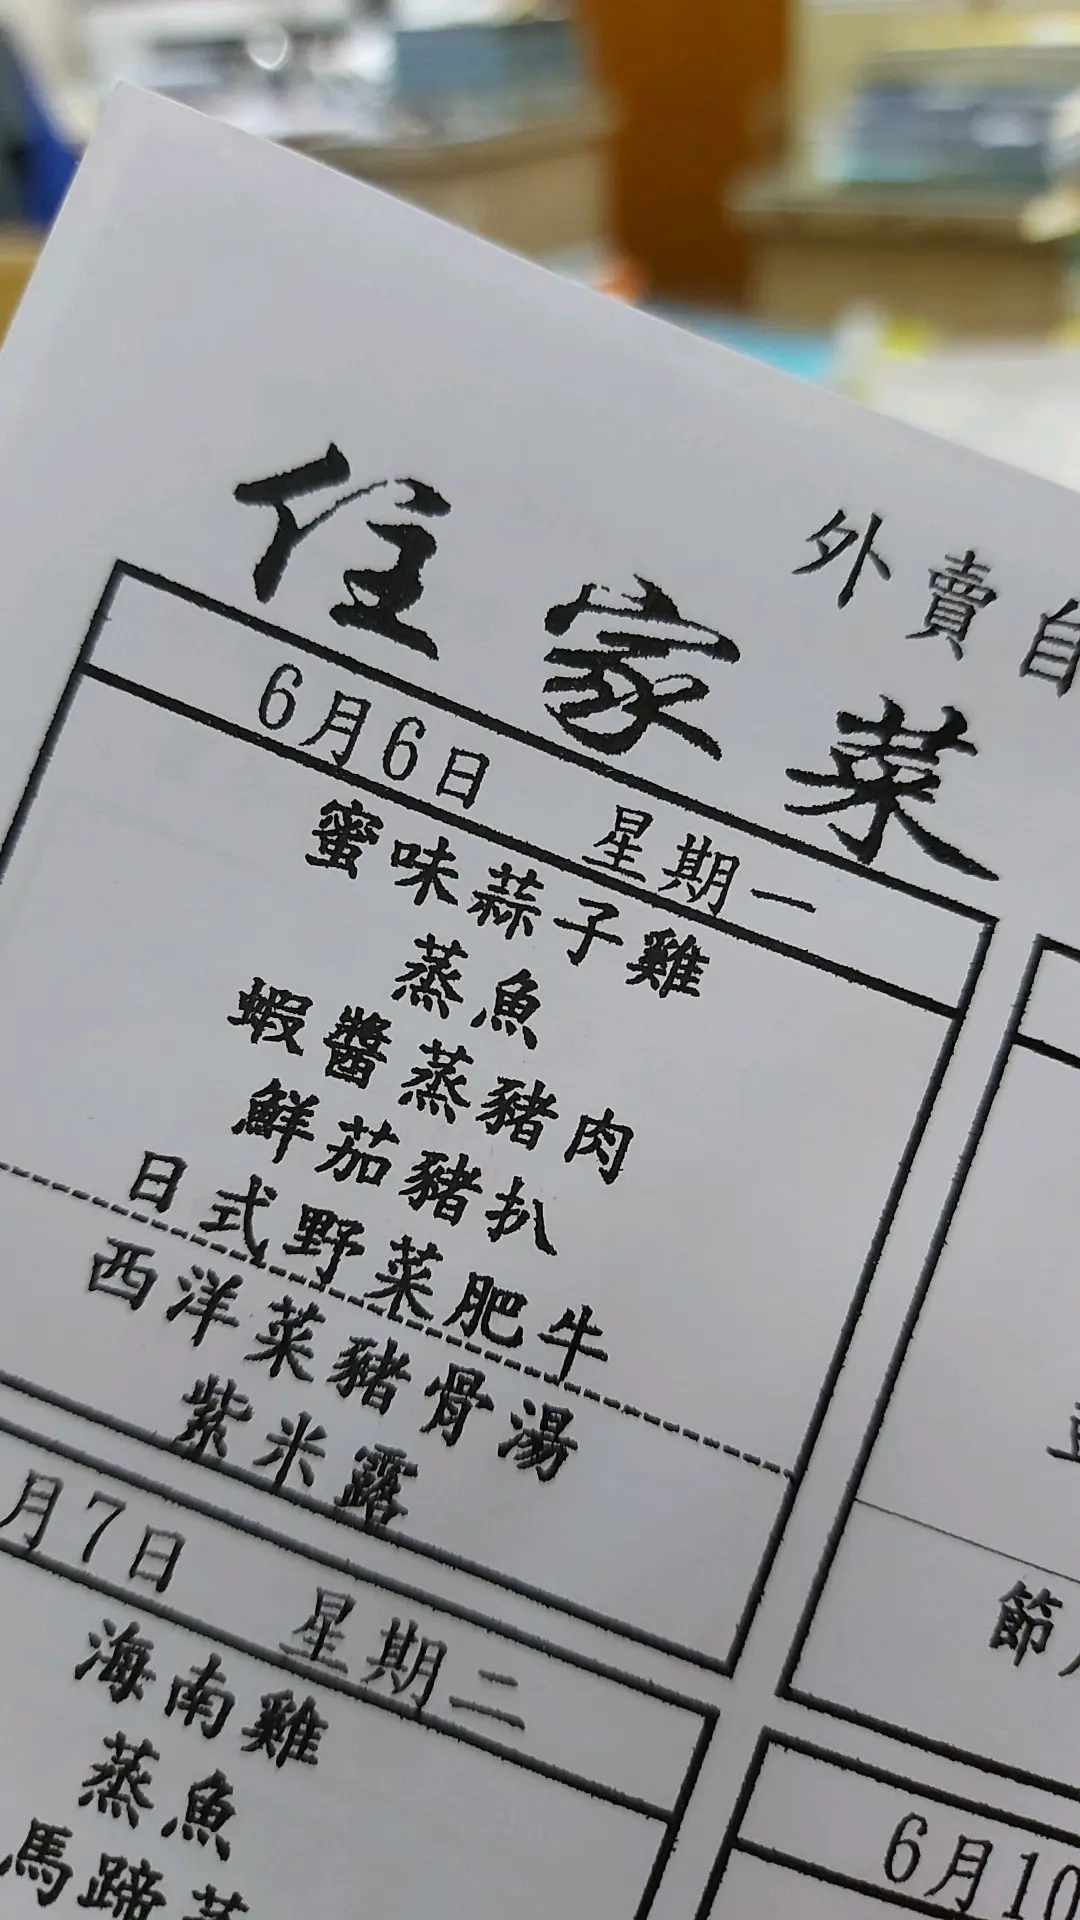 住家菜
外賣自
6月6日 星期一
蜜味蒜子雞
蒸魚
蝦醬蒸豬肉
鮮茄豬扒
日式野菜肥牛
西洋菜豬骨湯
紫米露
月7日 星期二
海南雞
蒸魚
馬蹄蒸
節
6月10